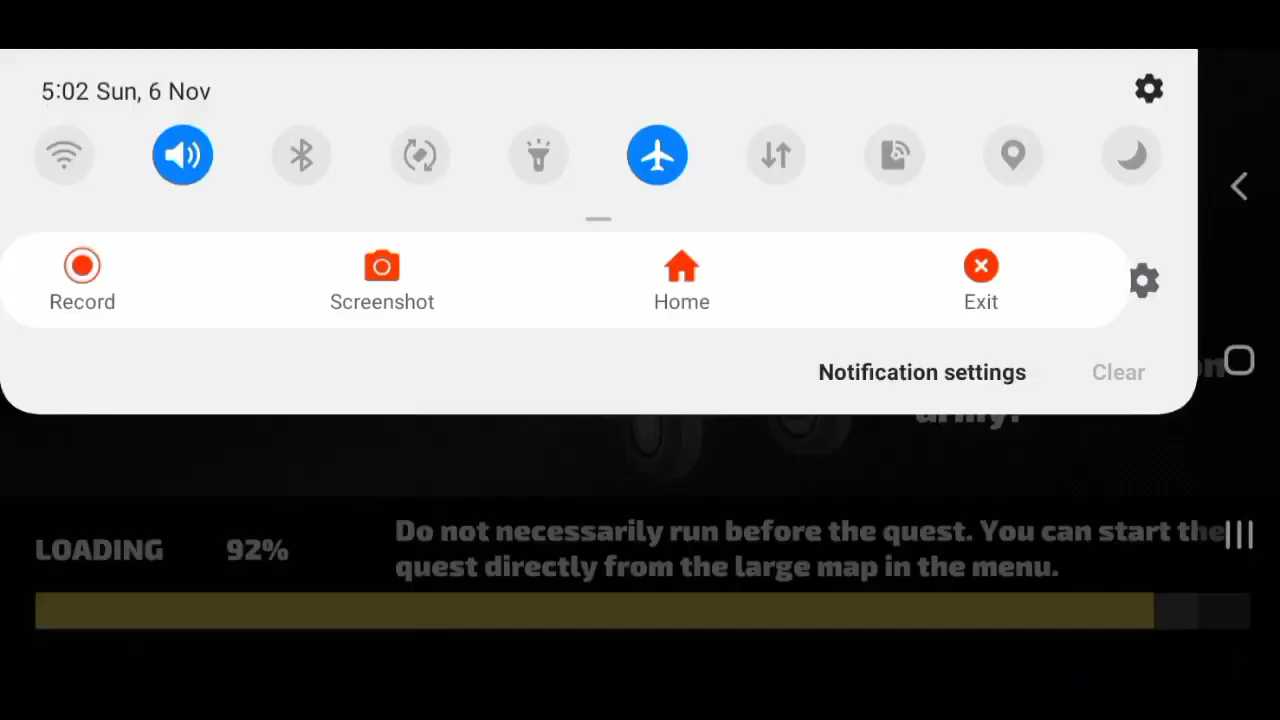 5:02 Sun, 6 Nov
Record
Screenshot
Home
Exit
Notification settings
Clear
army!
LOADING 92%
Do not necessarily run before the quest. You can start the
quest directly from the large map in the menu.